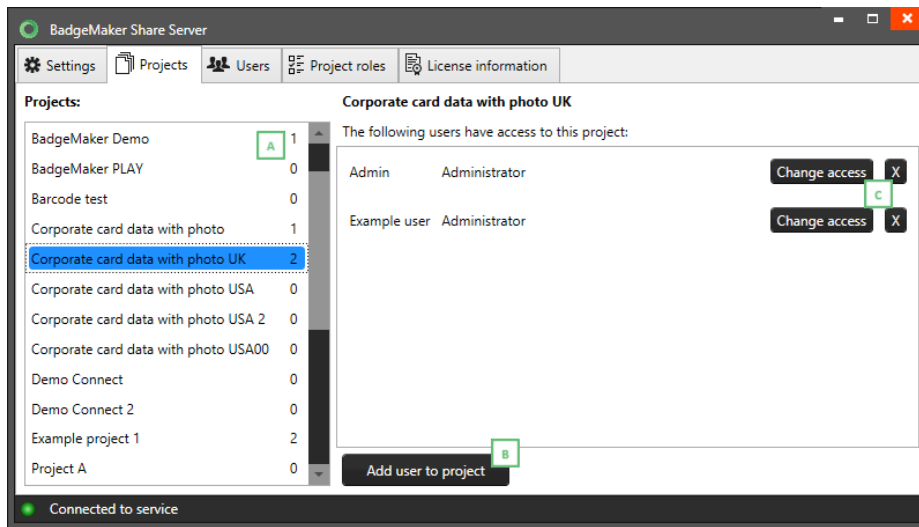 BadgeMaker Share Server
Settings Projects Users Project roles License information
Projects:
BadgeMaker Demo 1
BadgeMaker PLAY 0
Barcode test 0
Corporate card data with photo 1
Corporate card data with photo UK 2
Corporate card data with photo USA 0
Corporate card data with photo USA 2 0
Corporate card data with photo USA00 0
Demo Connect 0
Demo Connect 2 0
Example project 1 2
Project A 0
A
Corporate card data with photo UK
The following users have access to this project:
Admin Administrator Change access X
C
Example user Administrator Change access X
B
Add user to project
Connected to service